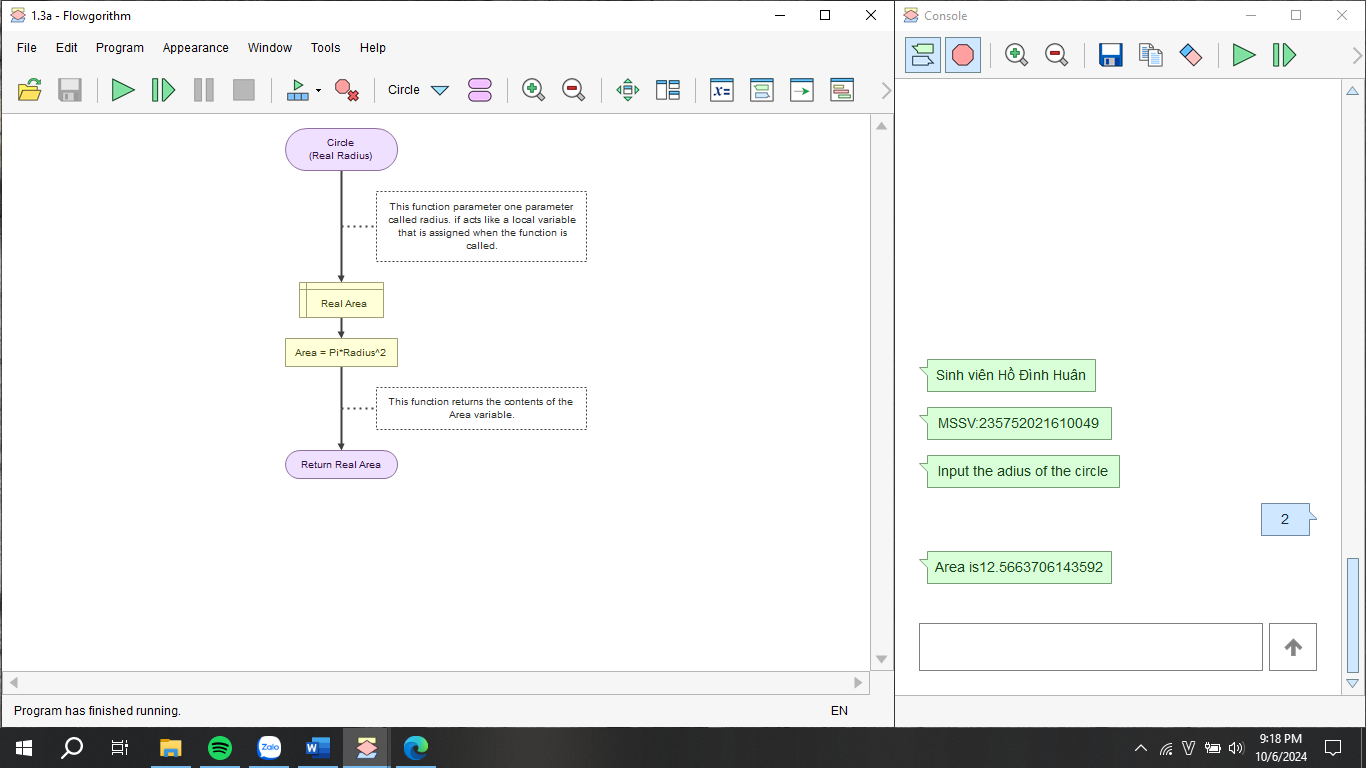 1.3a - Flowgorithm
File Edit Program Appearance Window Tools Help
Circle
x=
Circle
(Real Radius)
This function parameter one parameter
called radius. if acts like a local variable
that is assigned when the function is
called.
Real Area
Area = Pi*Radius^2
This function returns the contents of the
Area variable.
Return Real Area
Program has finished running.
EN
Console
Sinh viên Hồ Đình Huân
MSSV:235752021610049
Input the adius of the circle
2
Area is12.5663706143592
Zalo
W
9:18 PM
10/6/2024